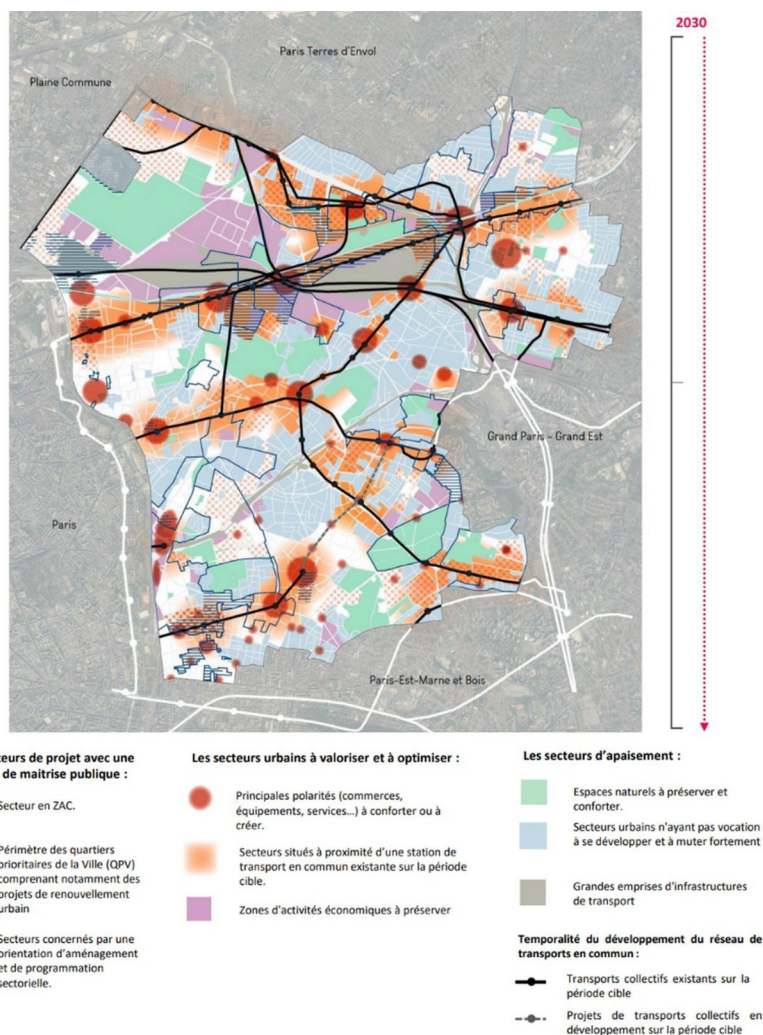 2030
Paris Terres d'Envol
Plaine Commune
Grand Paris - Grand Est
Paris
Paris-Est-Marne et Bois
teurs de projet avec une
de maitrise publique :
Secteur en ZAC.
Périmètre des quartiers
prioritaires de la Ville (QPV)
comprenant notamment des
projets de renouvellement
urbain
Secteurs concernés par une
orientation d'aménagement
et de programmation
sectorielle.
Les secteurs urbains à valoriser et à optimiser :
Principales polarités (commerces,
équipements, services...) à conforter ou à
créer.
Secteurs situés à proximité d'une station de
transport en commun existante sur la période
cible.
Zones d'activités économiques à préserver
Les secteurs d'apaisement :
Espaces naturels à préserver et
conforter.
Secteurs urbains n'ayant pas vocation
à se développer et à muter fortement
Grandes emprises d'infrastructures
de transport
Temporalité du développement du réseau de
transports en commun :
Transports collectifs existants sur la
période cible
Projets de transports collectifs en
développement sur la période cible